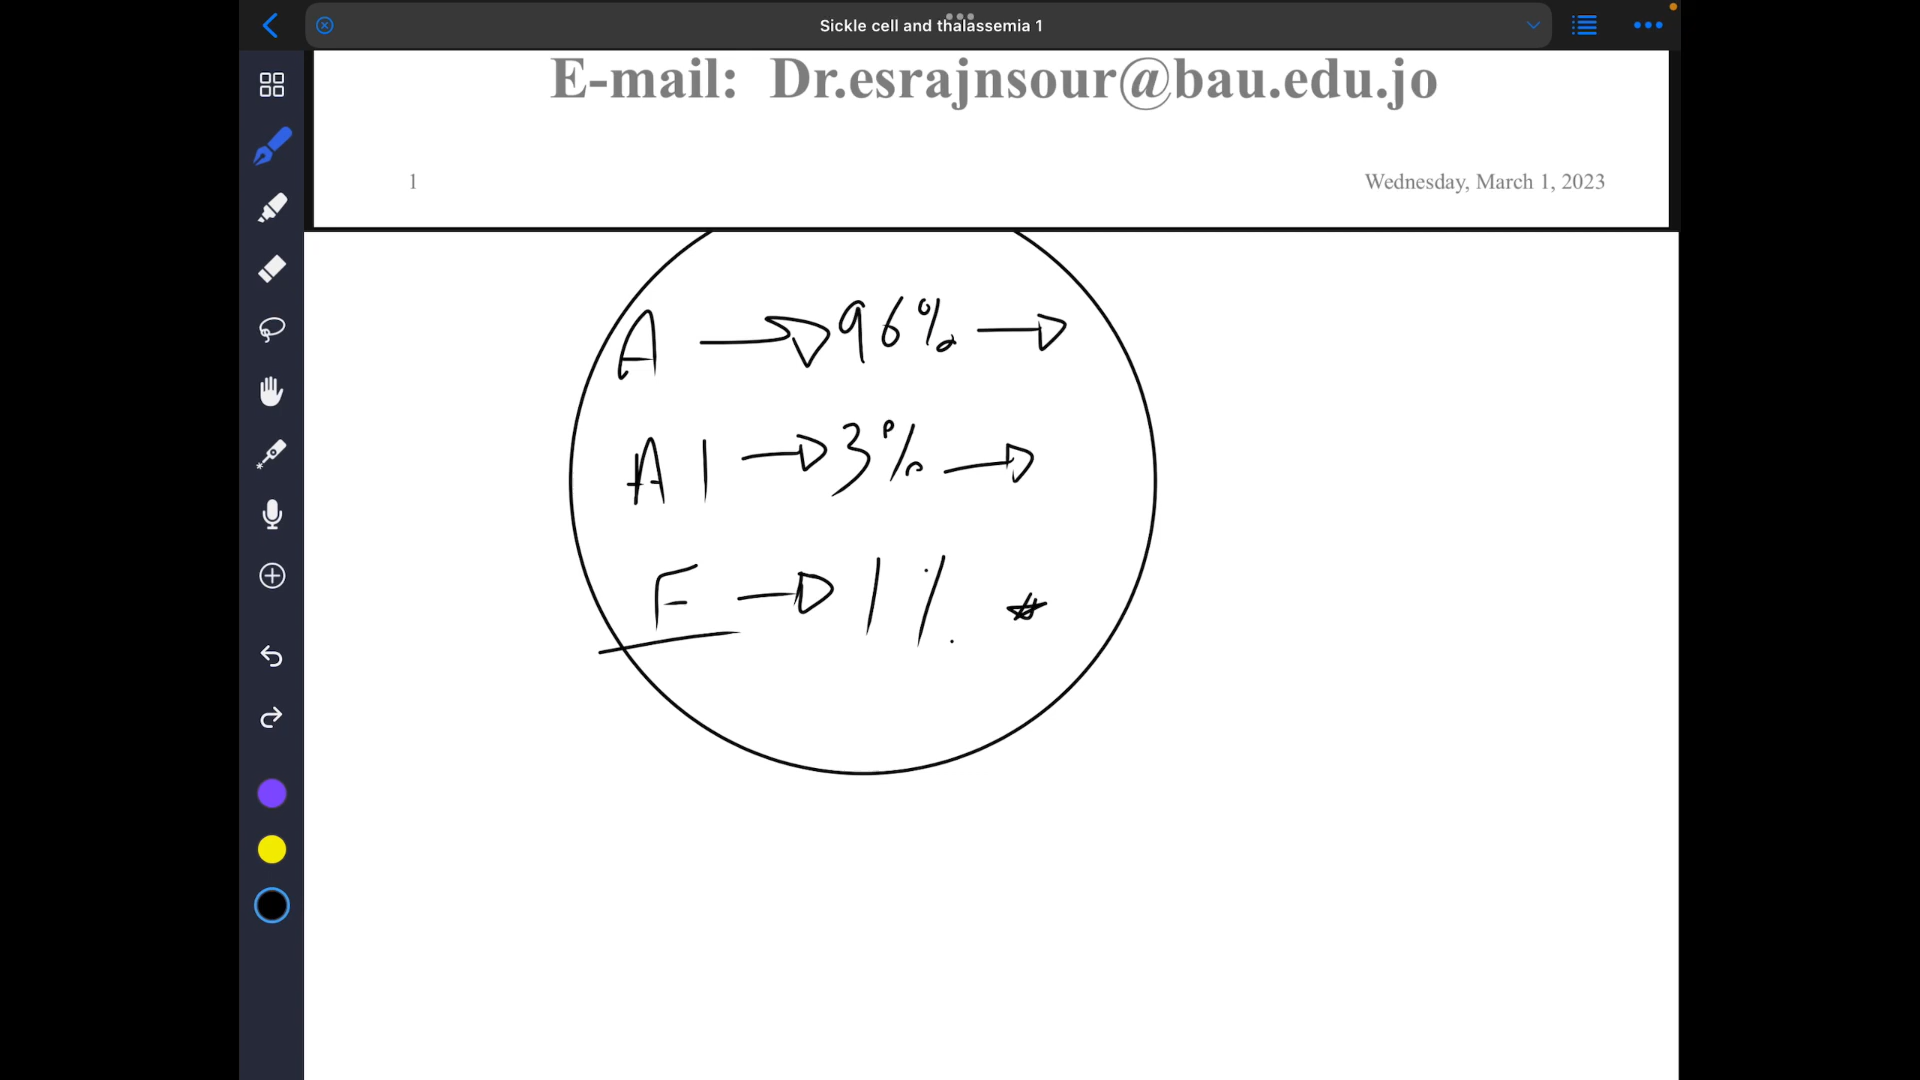 Sickle cell and thalassemia 1
E-mail: Dr.esrajnsour@bau.edu.jo
1
Wednesday, March 1, 2023
A → 96% →
A1 → 3% →
F → 1% *